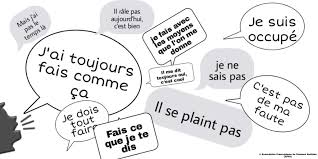 Mais j'ai
pas le
temps là
Il râle pas
aujourd'hui,
c'est bien
je fais avec
les moyens
que l'on me
donne
Je suis
occupé
J'ai toujours
fais comme
ça
Il me dit
toujours oui,
c'est cool
je ne
sais pas
C'est pas
de ma
faute
Je dois
tout
faire
Fais ce
que je te
dis
Il se plaint pas